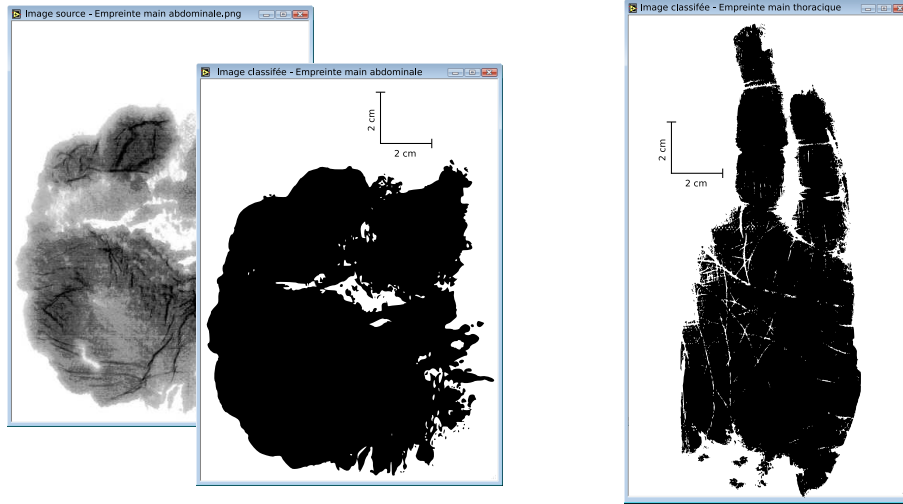 Image source - Empreinte main abdominale.png
Image classifée - Empreinte main abdominale
2 cm
2 cm
Image classifée - Empreinte main thoracique
2 cm
2 cm